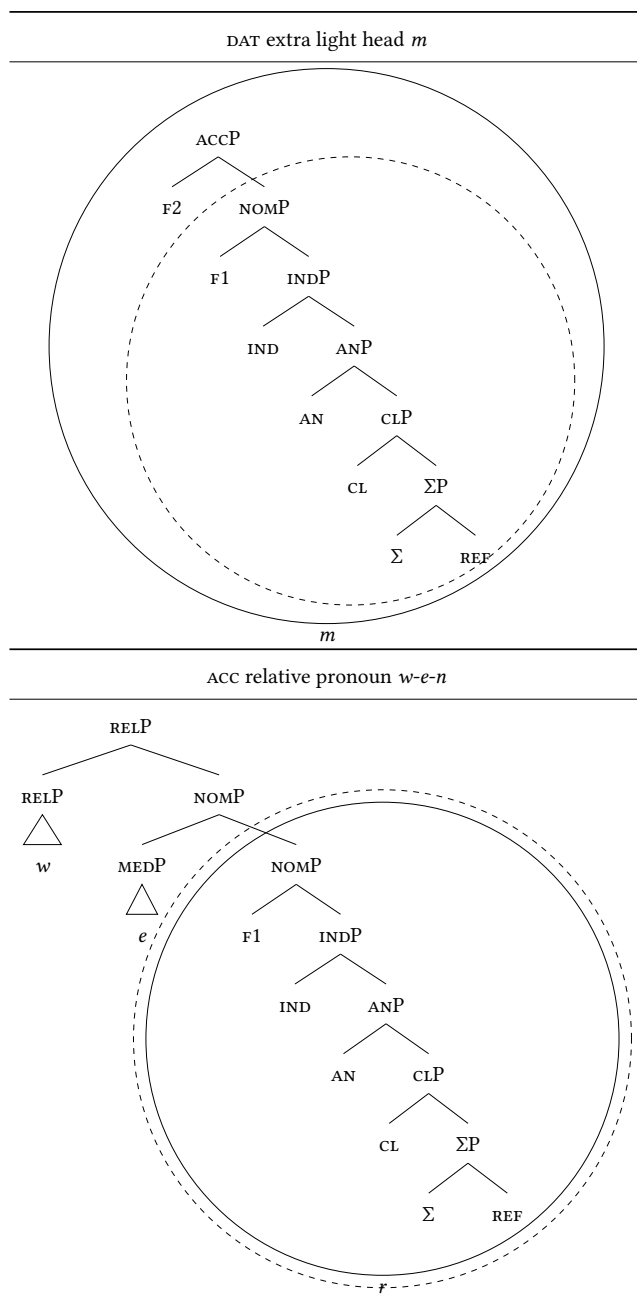 DAT extra light head m
ACCP
F2 NOMP
F1 INDP
IND ANP
AN CLP
CL ΣP
Σ REF
m
ACC relative pronoun w-e-n
RELP
RELP NOMP
w MEDP NOMP
e F1 INDP
IND ANP
AN CLP
CL ΣP
Σ REF
r